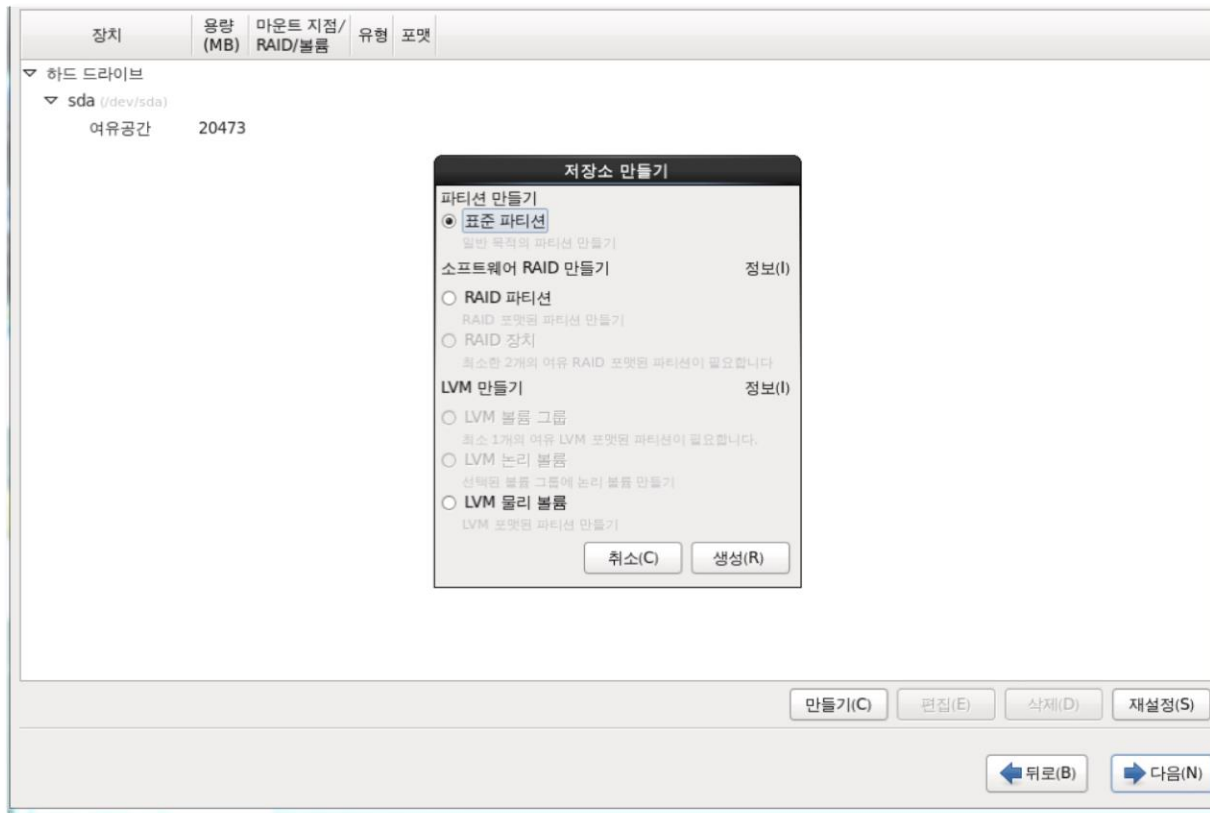 장치
용량 (MB)
마운트 지점/ RAID/볼륨
유형
포맷
하드 드라이브
sda (/dev/sda)
여유공간 20473
저장소 만들기
파티션 만들기
표준 파티션
일반 목적의 파티션 만들기
소프트웨어 RAID 만들기 정보(I)
RAID 파티션
RAID 포맷된 파티션 만들기
RAID 장치
최소한 2개의 여유 RAID 포맷된 파티션이 필요합니다
LVM 만들기 정보(I)
LVM 볼륨 그룹
최소 1개의 여유 LVM 포맷된 파티션이 필요합니다.
LVM 논리 볼륨
선택된 볼륨 그룹에 논리 볼륨 만들기
LVM 물리 볼륨
LVM 포맷된 파티션 만들기
취소(C) 생성(R)
만들기(C) 편집(E) 삭제(D) 재설정(S)
뒤로(B) 다음(N)